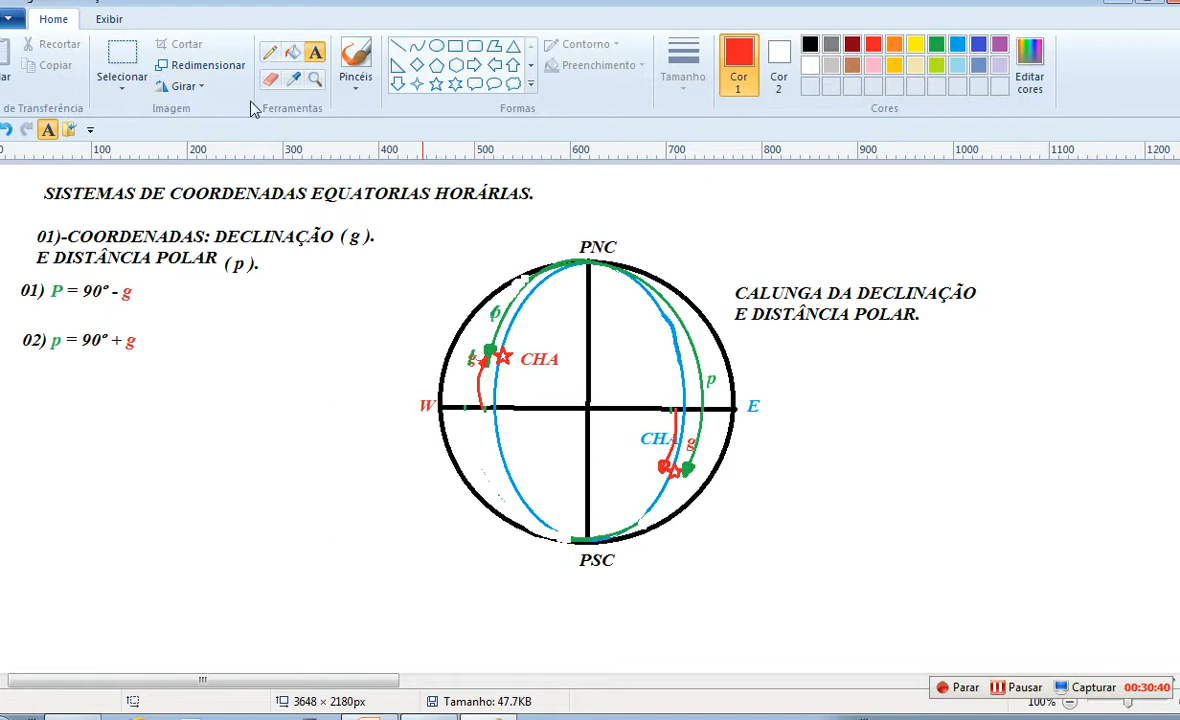 Home
Exibir
Recortar
Copiar
de Transferência
Selecionar
Cortar
Redimensionar
Girar
Imagem
A
Ferramentas
Pincéis
Contorno
Preenchimento
Formas
Tamanho
Cor
1
Cor
2
Editar
cores
Cores
A
100
200
300
400
500
600
700
800
900
1000
1100
1200
SISTEMAS DE COORDENADAS EQUATORIAS HORÁRIAS.
01)-COORDENADAS: DECLINAÇÃO ( g ).
E DISTÂNCIA POLAR ( p ).
01) P = 90º - g
02) p = 90º + g
PNC
CALUNGA DA DECLINAÇÃO
E DISTÂNCIA POLAR.
g
CHA
p
W
E
CHA
g
PSC
3648 × 2180px
Tamanho: 47.7KB
Parar
Pausar
Capturar
00:30:40
100%